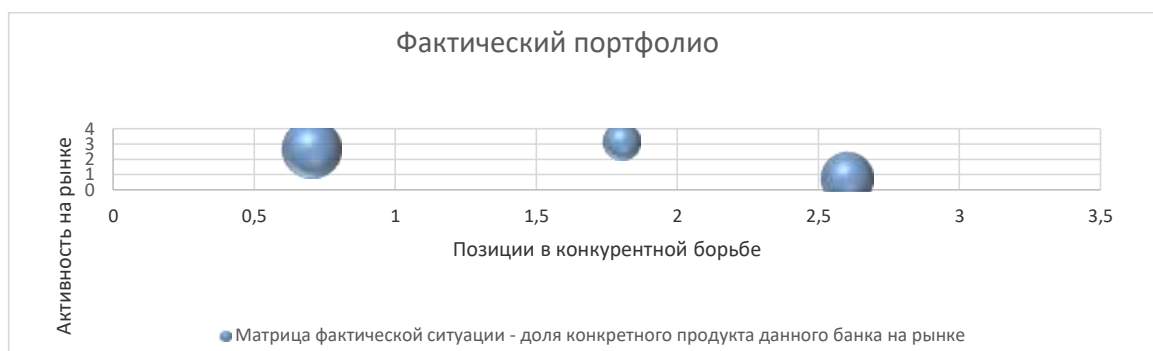 Фактический портфолио
Активность на рынке
4
3
2
1
0
0 0,5 1 1,5 2 2,5 3 3,5
Позиции в конкурентной борьбе
Матрица фактической ситуации - доля конкретного продукта данного банка на рынке